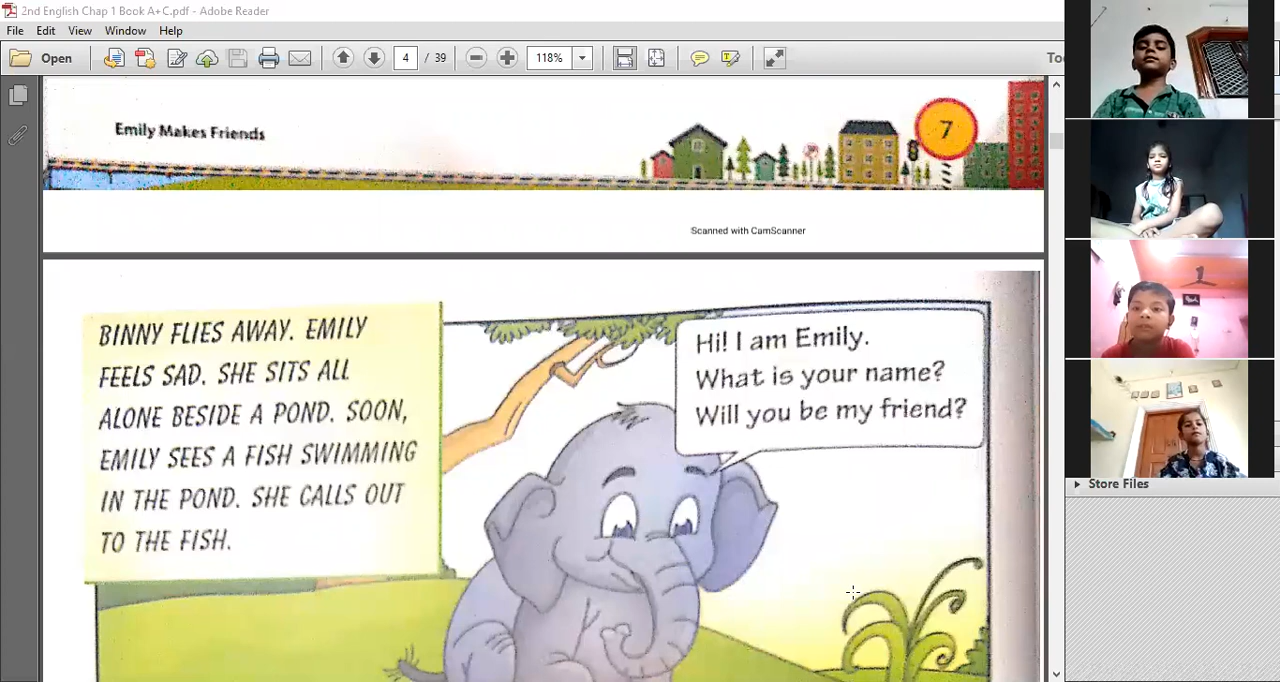 2nd English Chap 1 Book A+C.pdf - Adobe Reader
File Edit View Window Help
Open 4 / 39 118%
Emily Makes Friends
7
Scanned with CamScanner
BINNY FLIES AWAY. EMILY
FEELS SAD. SHE SITS ALL
ALONE BESIDE A POND. SOON,
EMILY SEES A FISH SWIMMING
IN THE POND. SHE CALLS OUT
TO THE FISH.
Hi! I am Emily.
What is your name?
Will you be my friend?
Store Files